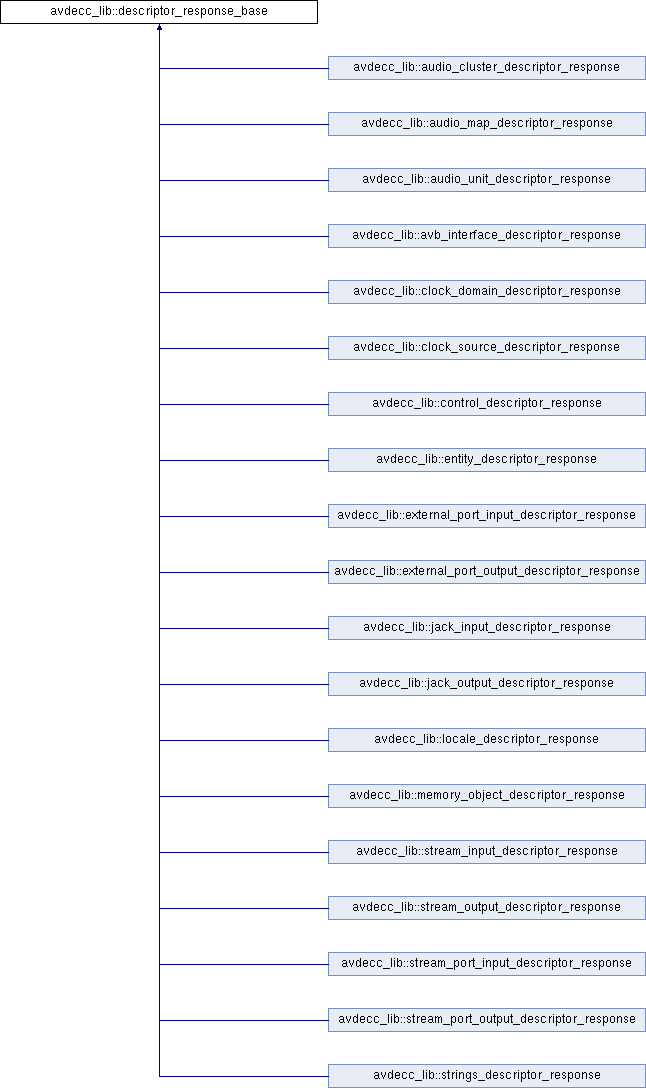 avdecc_lib::descriptor_response_base
avdecc_lib::audio_cluster_descriptor_response
avdecc_lib::audio_map_descriptor_response
avdecc_lib::audio_unit_descriptor_response
avdecc_lib::avb_interface_descriptor_response
avdecc_lib::clock_domain_descriptor_response
avdecc_lib::clock_source_descriptor_response
avdecc_lib::control_descriptor_response
avdecc_lib::entity_descriptor_response
avdecc_lib::external_port_input_descriptor_response
avdecc_lib::external_port_output_descriptor_response
avdecc_lib::jack_input_descriptor_response
avdecc_lib::jack_output_descriptor_response
avdecc_lib::locale_descriptor_response
avdecc_lib::memory_object_descriptor_response
avdecc_lib::stream_input_descriptor_response
avdecc_lib::stream_output_descriptor_response
avdecc_lib::stream_port_input_descriptor_response
avdecc_lib::stream_port_output_descriptor_response
avdecc_lib::strings_descriptor_response